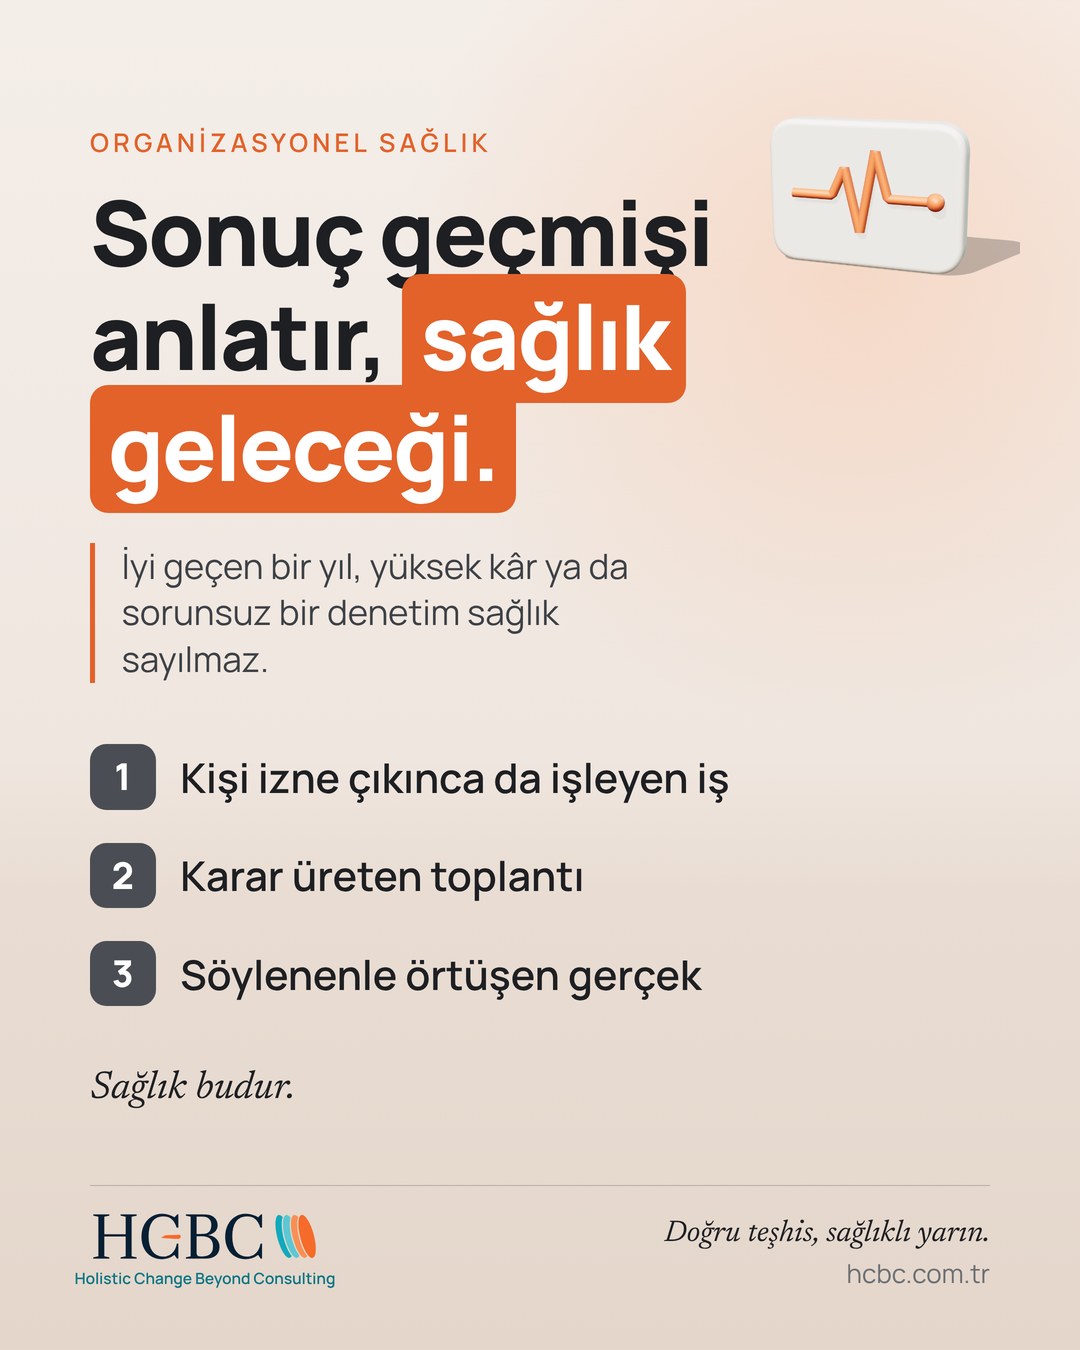 ORGANİZASYONEL SAĞLIK
Sonuç geçmişi
anlatır, sağlık
geleceği.
İyi geçen bir yıl, yüksek kâr ya da
sorunsuz bir denetim sağlık
sayılmaz.
1 Kişi izne çıkınca da işleyen iş
2 Karar üreten toplantı
3 Söylenenle örtüşen gerçek
Sağlık budur.
HCBC
Holistic Change Beyond Consulting
Doğru teşhis, sağlıklı yarın.
hcbc.com.tr